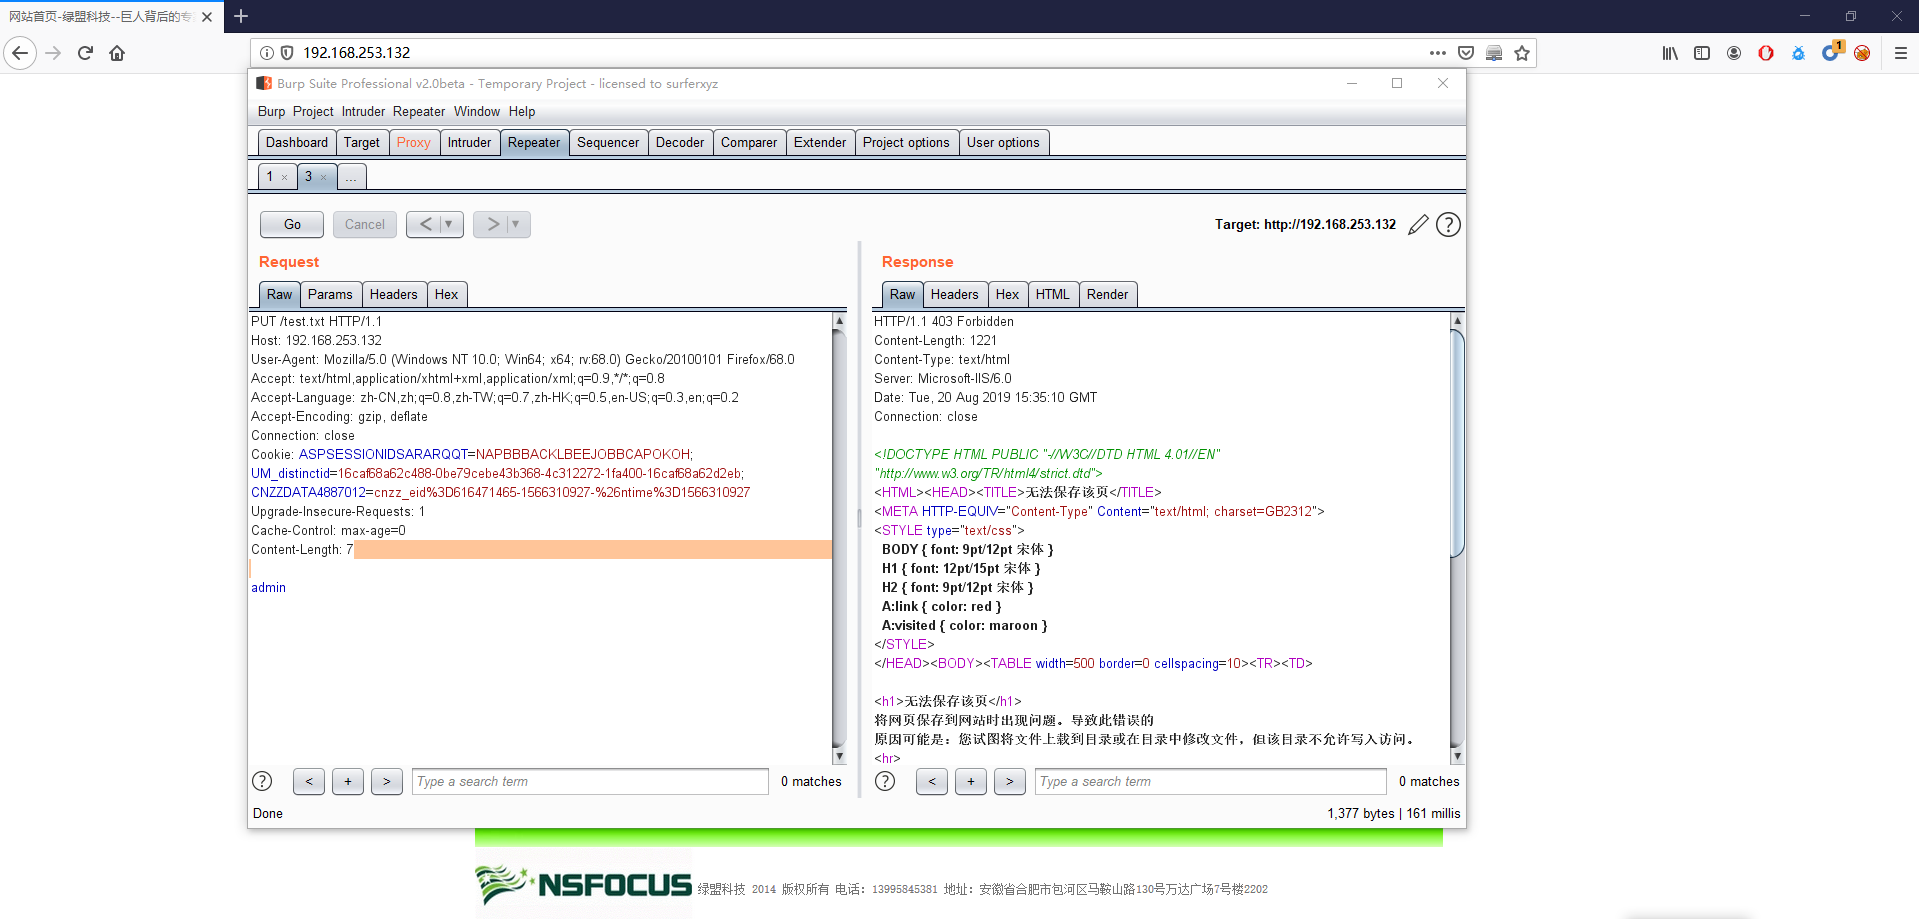 网站首页-绿盟科技--巨人背后的专
192.168.253.132
1
Burp Suite Professional v2.0beta - Temporary Project - licensed to surferxyz
Burp Project Intruder Repeater Window Help
Dashboard Target Proxy Intruder Repeater Sequencer Decoder Comparer Extender Project options User options
1 × 3 × ...
Go Cancel < > Target: http://192.168.253.132 ?
Request
Raw Params Headers Hex
PUT /test.txt HTTP/1.1
Host: 192.168.253.132
User-Agent: Mozilla/5.0 (Windows NT 10.0; Win64; x64; rv:68.0) Gecko/20100101 Firefox/68.0
Accept: text/html,application/xhtml+xml,application/xml;q=0.9,*/*;q=0.8
Accept-Language: zh-CN,zh;q=0.8,zh-TW;q=0.7,zh-HK;q=0.5,en-US;q=0.3,en;q=0.2
Accept-Encoding: gzip, deflate
Connection: close
Cookie: ASPSESSIONIDSARARQQT=NAPBBBACKLBEEJOBBCAPOKOH;
UM_distinctid=16caf68a62c488-0be79cebe43b368-4c312272-1fa400-16caf68a62d2eb;
CNZZDATA4887012=cnzz_eid%3D616471465-1566310927-%26ntime%3D1566310927
Upgrade-Insecure-Requests: 1
Cache-Control: max-age=0
Content-Length: 7
admin
? < + > Type a search term 0 matches
Response
Raw Headers Hex HTML Render
HTTP/1.1 403 Forbidden
Content-Length: 1221
Content-Type: text/html
Server: Microsoft-IIS/6.0
Date: Tue, 20 Aug 2019 15:35:10 GMT
Connection: close
<!DOCTYPE HTML PUBLIC "-//W3C//DTD HTML 4.01//EN"
"http://www.w3.org/TR/html4/strict.dtd">
<HTML><HEAD><TITLE>无法保存该页</TITLE>
<META HTTP-EQUIV="Content-Type" Content="text/html; charset=GB2312">
<STYLE type="text/css">
BODY { font: 9pt/12pt 宋体 }
H1 { font: 12pt/15pt 宋体 }
H2 { font: 9pt/12pt 宋体 }
A:link { color: red }
A:visited { color: maroon }
</STYLE>
</HEAD><BODY><TABLE width=500 border=0 cellspacing=10><TR><TD>
<h1>无法保存该页</h1>
将网页保存到网站时出现问题。导致此错误的
原因可能是：您试图将文件上载到目录或在目录中修改文件，但该目录不允许写入访问。
<hr>
? < + > Type a search term 0 matches
Done
1,377 bytes | 161 millis
NSFOCUS 绿盟科技 2014 版权所有 电话：13995845381 地址：安徽省合肥市包河区马鞍山路130号万达广场7号楼2202